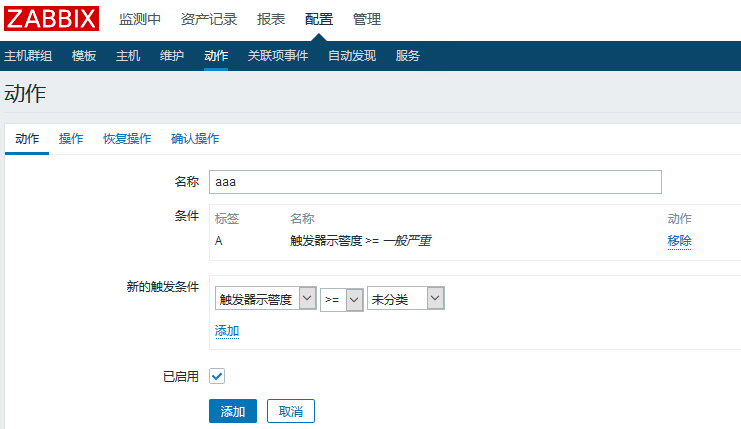 ZABBIX 监测中 资产记录 报表 配置 管理
主机群组 模板 主机 维护 动作 关联项事件 自动发现 服务
动作
动作 操作 恢复操作 确认操作
名称 aaa
条件 标签 名称 动作
A 触发器示警度 >= 一般严重 移除
新的触发条件
触发器示警度 >= 未分类
添加
已启用
添加 取消